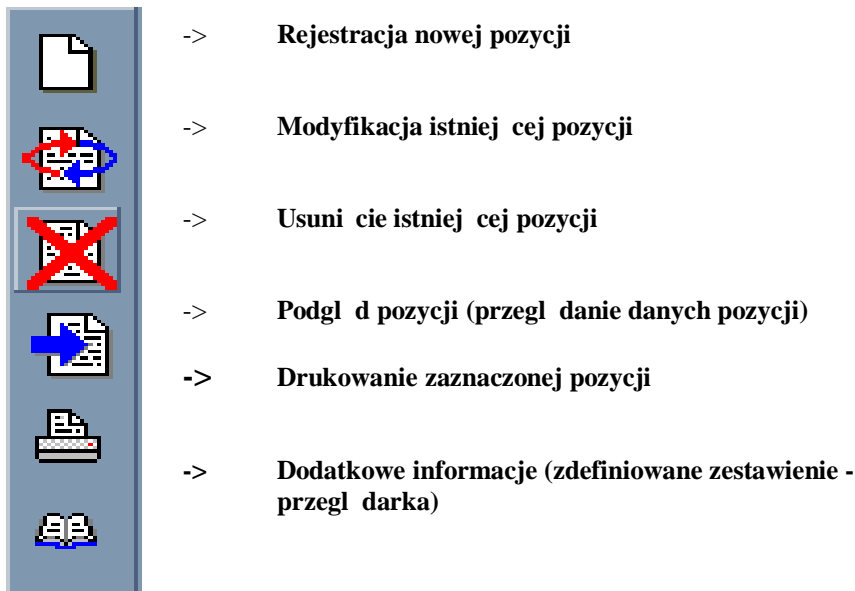 -> Rejestracja nowej pozycji
-> Modyfikacja istniej cej pozycji
-> Usuni cie istniej cej pozycji
-> Podgl d pozycji (przegl danie danych pozycji)
-> Drukowanie zaznaczonej pozycji
-> Dodatkowe informacje (zdefiniowane zestawienie -
przegl darka)